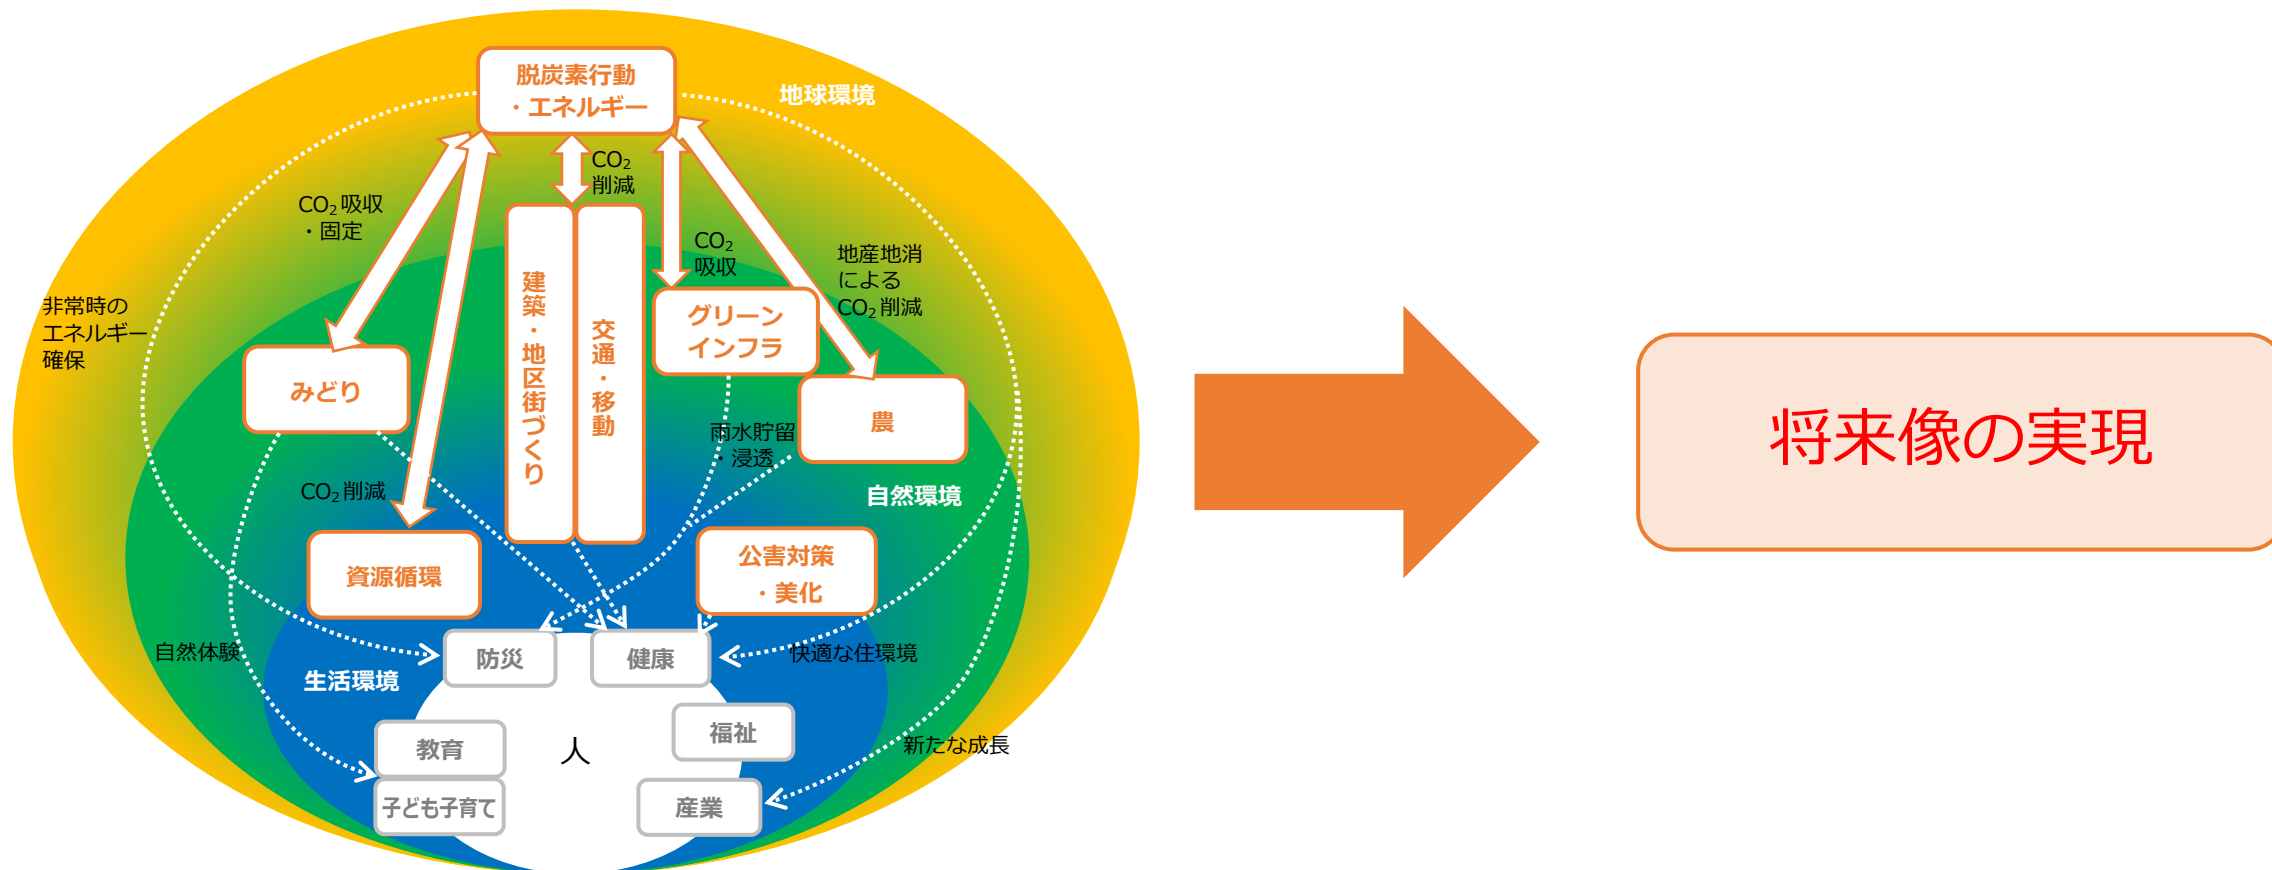 脱炭素行動
・エネルギー
地球環境
CO₂
削減
CO₂吸収
・固定
CO₂
吸収
地産地消
による
CO₂削減
非常時の
エネルギー
確保
建築・地区街づくり
交通・移動
グリーン
インフラ
みどり
農
雨水貯留
・浸透
CO₂削減
自然環境
資源循環
公害対策
・美化
自然体験
防災
健康
快適な住環境
生活環境
教育
人
福祉
新たな成長
子ども子育て
産業
将来像の実現